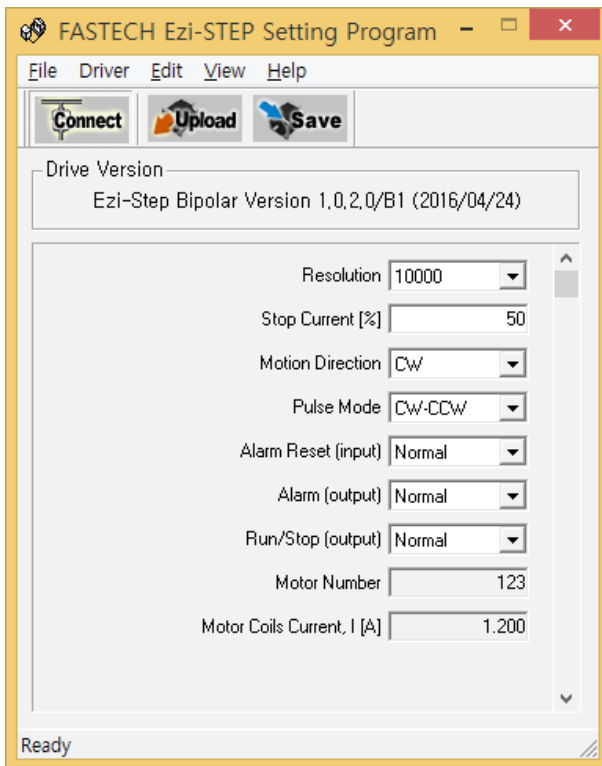 FASTECH Ezi-STEP Setting Program
File Driver Edit View Help
Connect Upload Save
Drive Version
Ezi-Step Bipolar Version 1,0,2,0/B1 (2016/04/24)
Resolution 10000
Stop Current [%] 50
Motion Direction CW
Pulse Mode CW-CCW
Alarm Reset (input) Normal
Alarm (output) Normal
Run/Stop (output) Normal
Motor Number 123
Motor Coils Current, I [A] 1.200
Ready